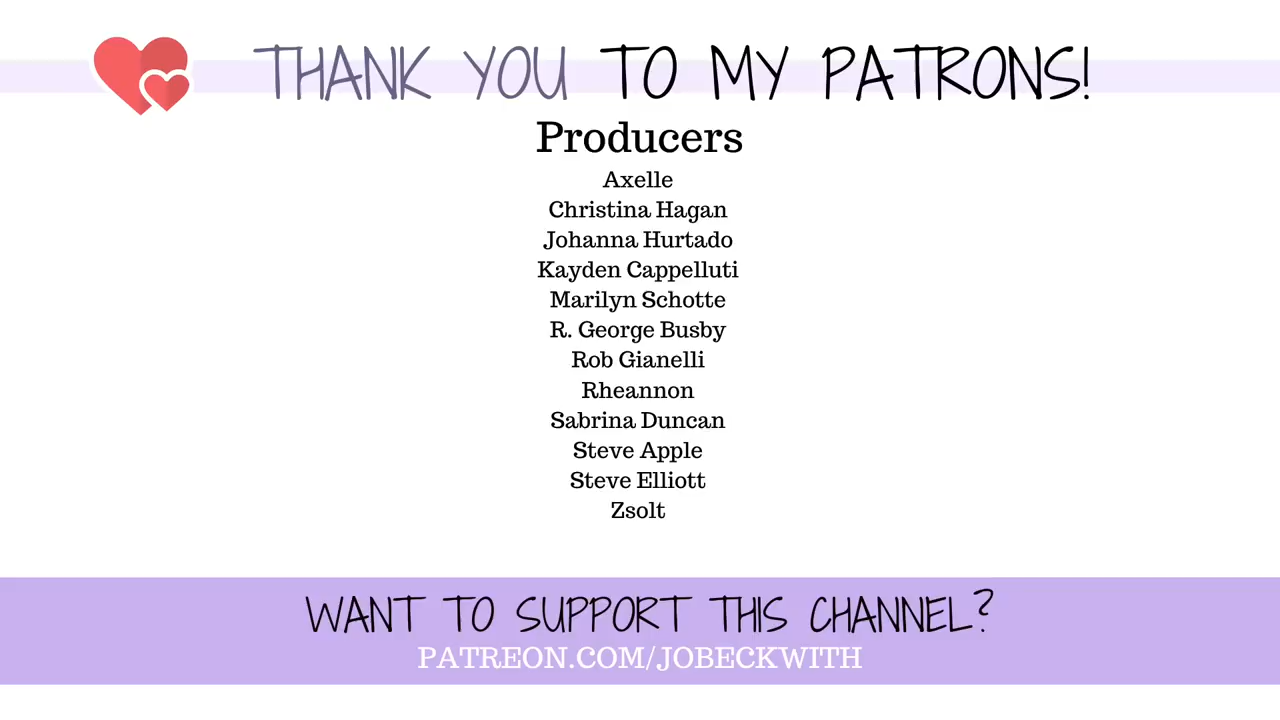 THANK YOU TO MY PATRONS!
Producers
Axelle
Christina Hagan
Johanna Hurtado
Kayden Cappelluti
Marilyn Schotte
R. George Busby
Rob Gianelli
Rheannon
Sabrina Duncan
Steve Apple
Steve Elliott
Zsolt
WANT TO SUPPORT THIS CHANNEL?
PATREON.COM/JOBECKWITH